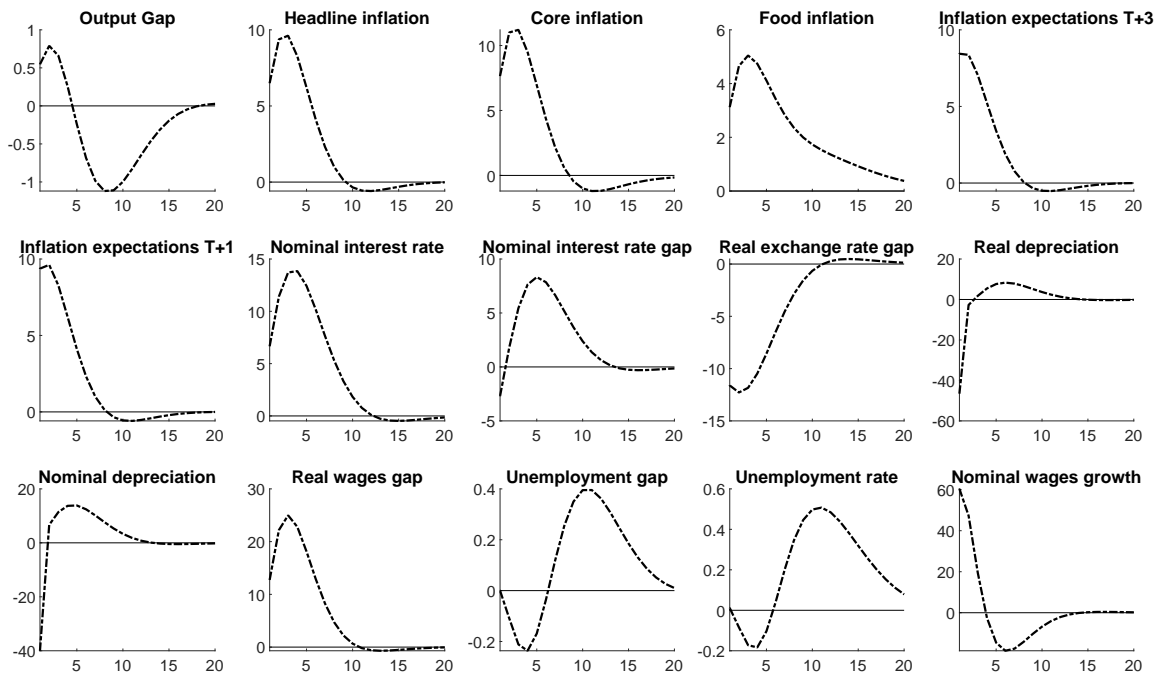 Output Gap
1
0.5
0
-0.5
-1
5 10 15 20
Headline inflation
10
5
0
5 10 15 20
Core inflation
10
5
0
5 10 15 20
Food inflation
6
4
2
0
5 10 15 20
Inflation expectations T+3
10
5
0
5 10 15 20
Inflation expectations T+1
10
5
0
5 10 15 20
Nominal interest rate
15
10
5
0
5 10 15 20
Nominal interest rate gap
10
5
0
-5
5 10 15 20
Real exchange rate gap
0
-5
-10
-15
5 10 15 20
Real depreciation
20
0
-20
-40
-60
5 10 15 20
Nominal depreciation
20
0
-20
-40
5 10 15 20
Real wages gap
30
20
10
0
5 10 15 20
Unemployment gap
0.4
0.2
0
-0.2
5 10 15 20
Unemployment rate
0.6
0.4
0.2
0
-0.2
5 10 15 20
Nominal wages growth
60
40
20
0
5 10 15 20